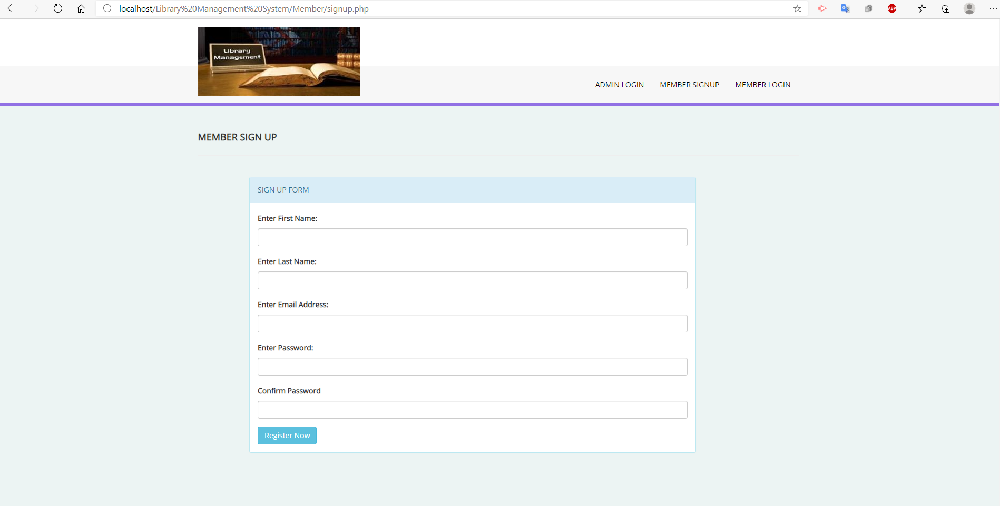 localhost/Library%20Management%20System/Member/signup.php
ABP
Library
Management
ADMIN LOGIN MEMBER SIGNUP MEMBER LOGIN
MEMBER SIGN UP
SIGN UP FORM
Enter First Name:
Enter Last Name:
Enter Email Address:
Enter Password:
Confirm Password
Register Now